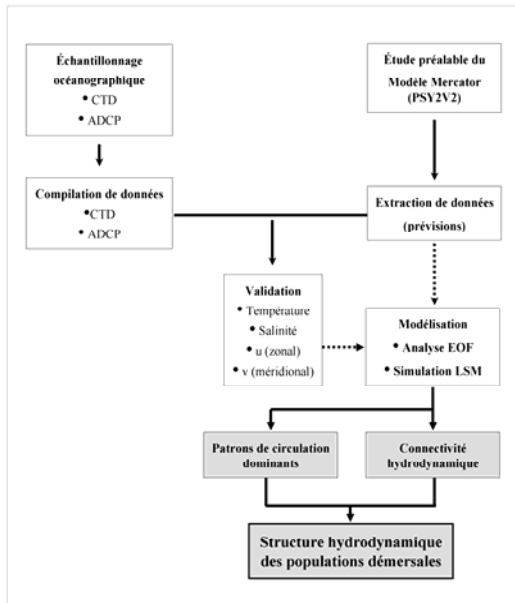 Échantillonnage
océanographique
• CTD
• ADCP
Étude préalable du
Modèle Mercator
(PSY2V2)
Compilation de données
•CTD
• ADCP
Extraction de données
(prévisions)
Validation
• Température
• Salinité
• u (zonal)
• v (méridional)
Modélisation
• Analyse EOF
• Simulation LSM
Patrons de circulation
dominants
Connectivité
hydrodynamique
Structure hydrodynamique
des populations démersales